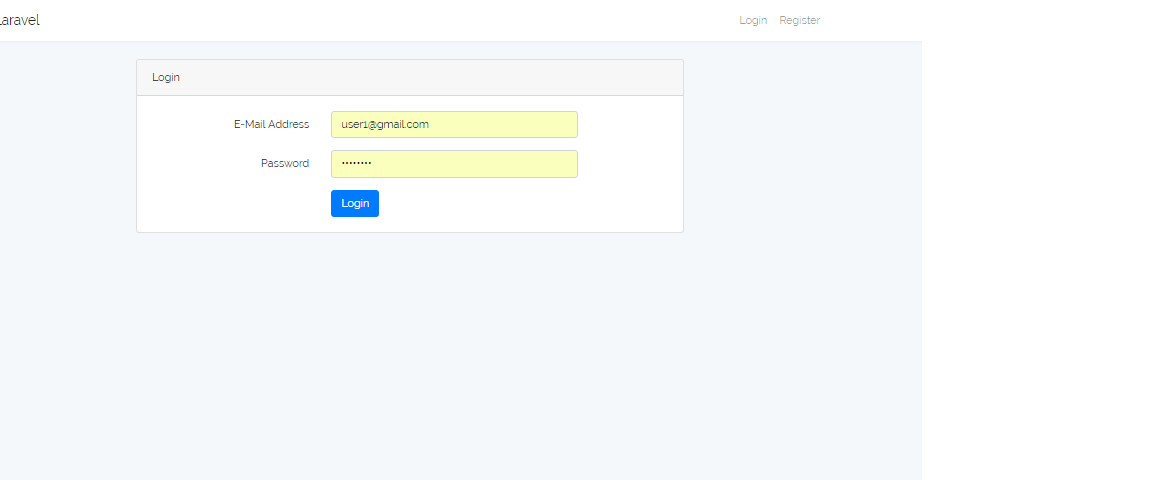 Laravel
Login Register
Login
E-Mail Address user1@gmail.com
Password ••••••••
Login